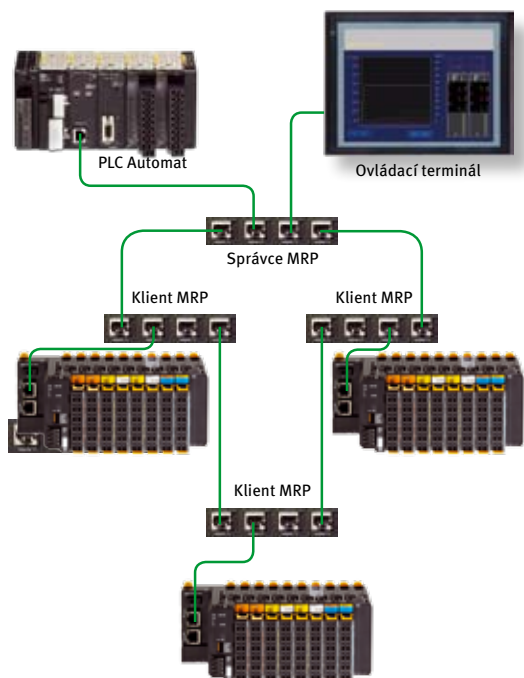 PLC Automat
Ovládací terminál
Správce MRP
Klient MRP
Klient MRP
Klient MRP